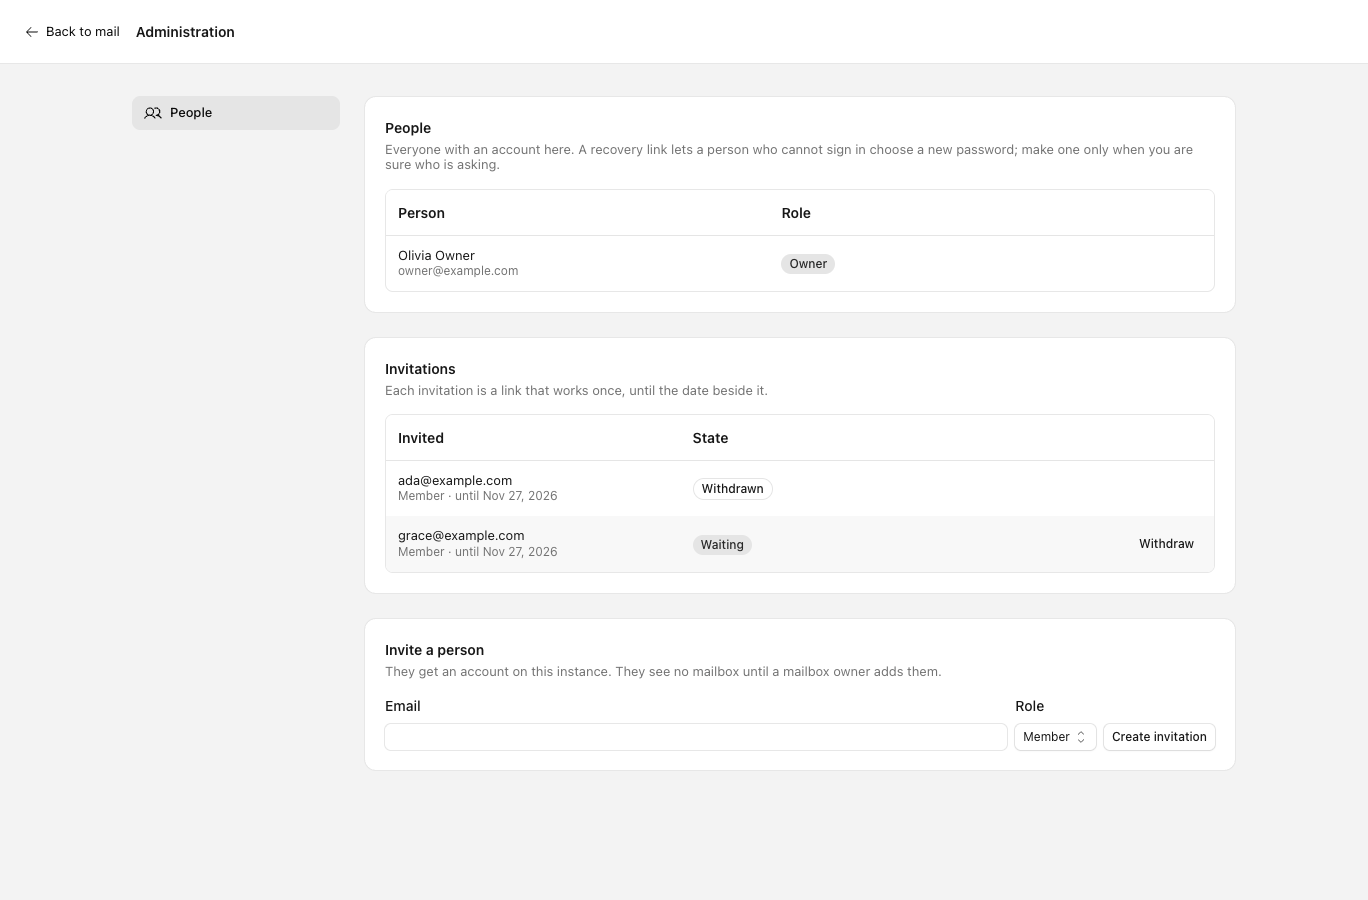 Back to mail
Administration
People
People
Everyone with an account here. A recovery link lets a person who cannot sign in choose a new password; make one only when you are
sure who is asking.
Person
Role
Olivia Owner
owner@example.com
Owner
Invitations
Each invitation is a link that works once, until the date beside it.
Invited
State
ada@example.com
Member · until Nov 27, 2026
Withdrawn
grace@example.com
Member · until Nov 27, 2026
Waiting
Withdraw
Invite a person
They get an account on this instance. They see no mailbox until a mailbox owner adds them.
Email
Role
Member
Create invitation